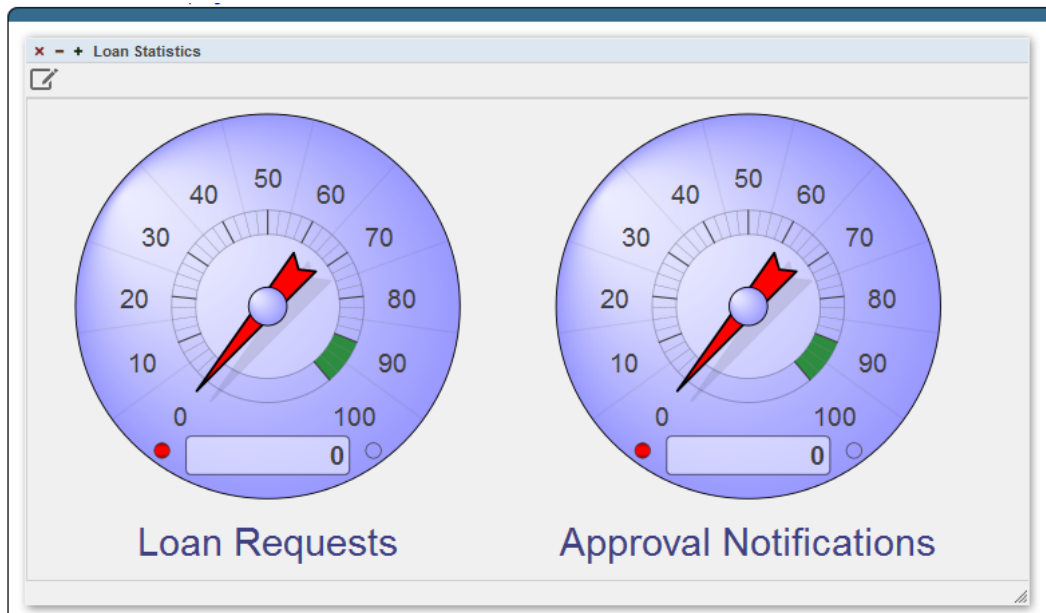 × − + Loan Statistics
50 50
40 60 40 60
30 70 30 70
20 80 20 80
10 90 10 90
0 100 0 100
0 0
Loan Requests Approval Notifications